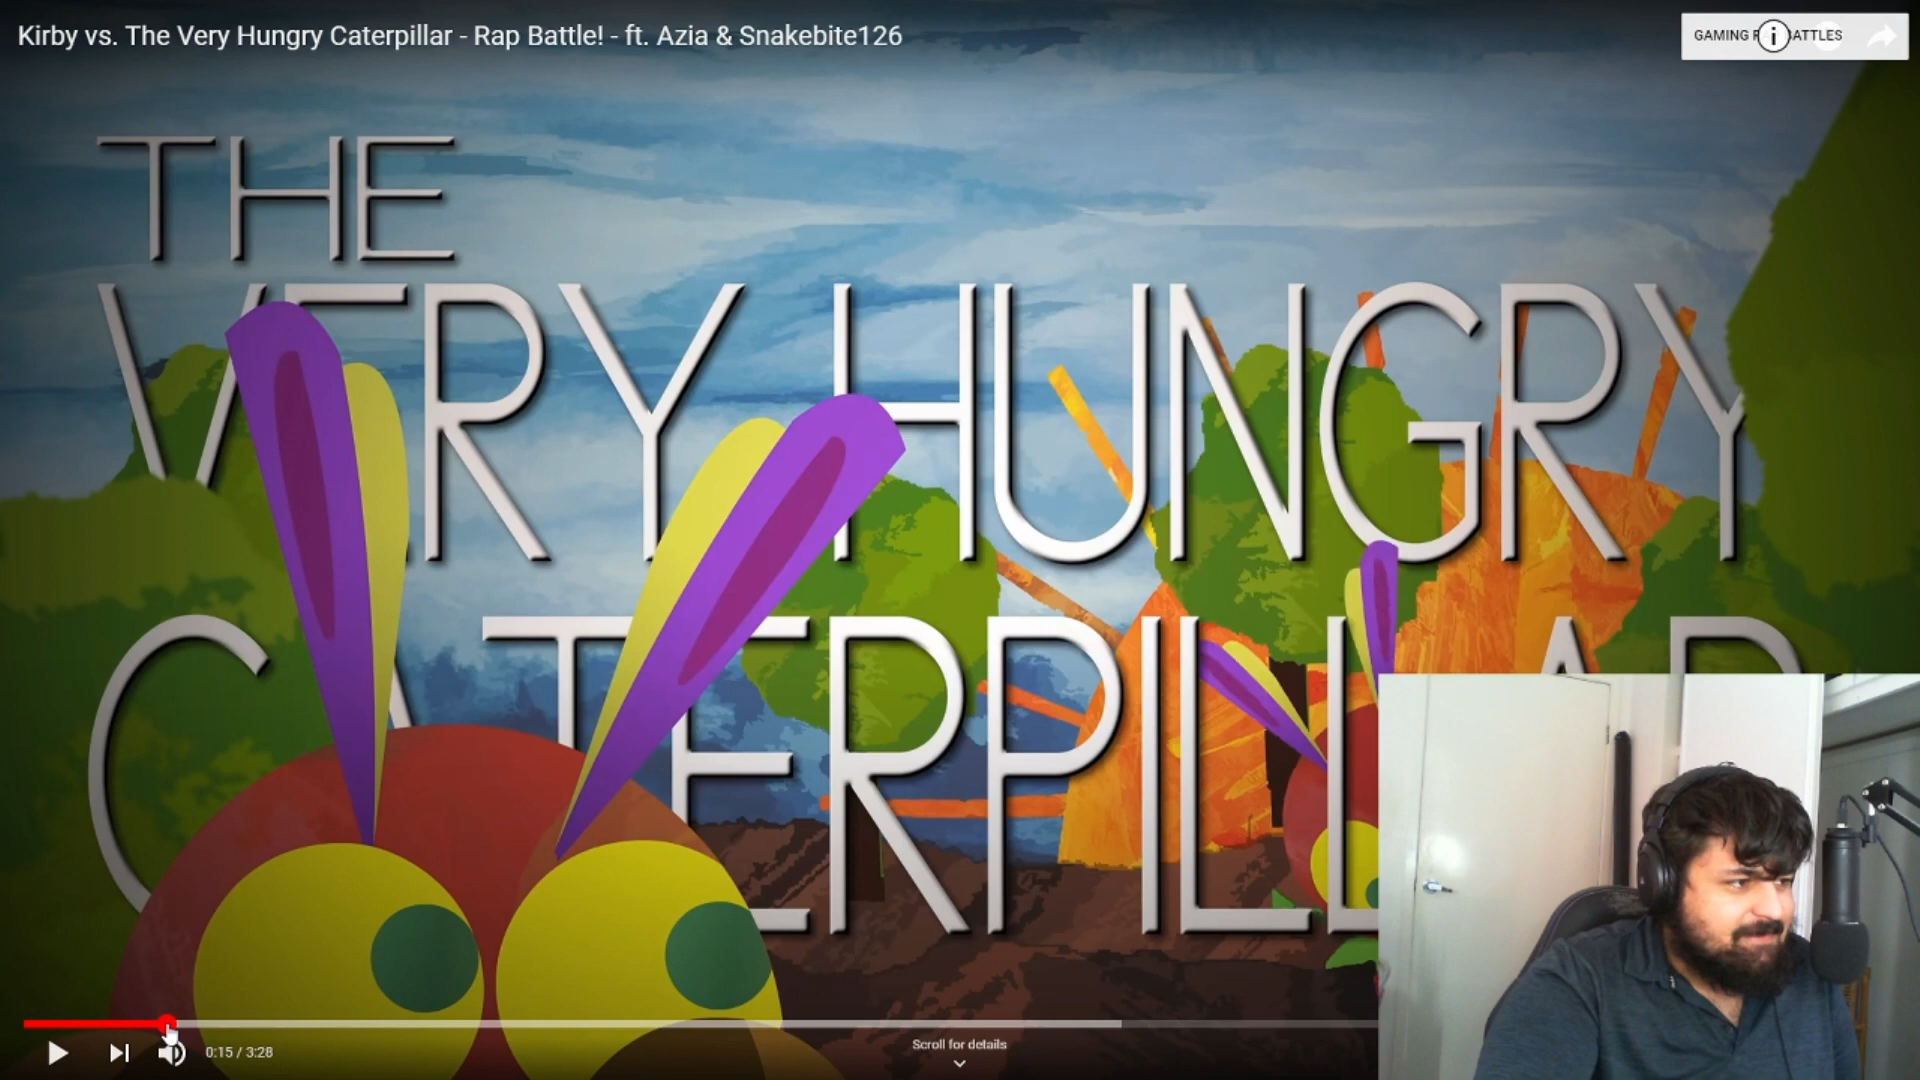 Kirby vs. The Very Hungry Caterpillar - Rap Battle! - ft. Azia & Snakebite126
GAMING
THE
VERY HUNGRY
CATERPILLAR
0:15 / 3:28
Scroll for details